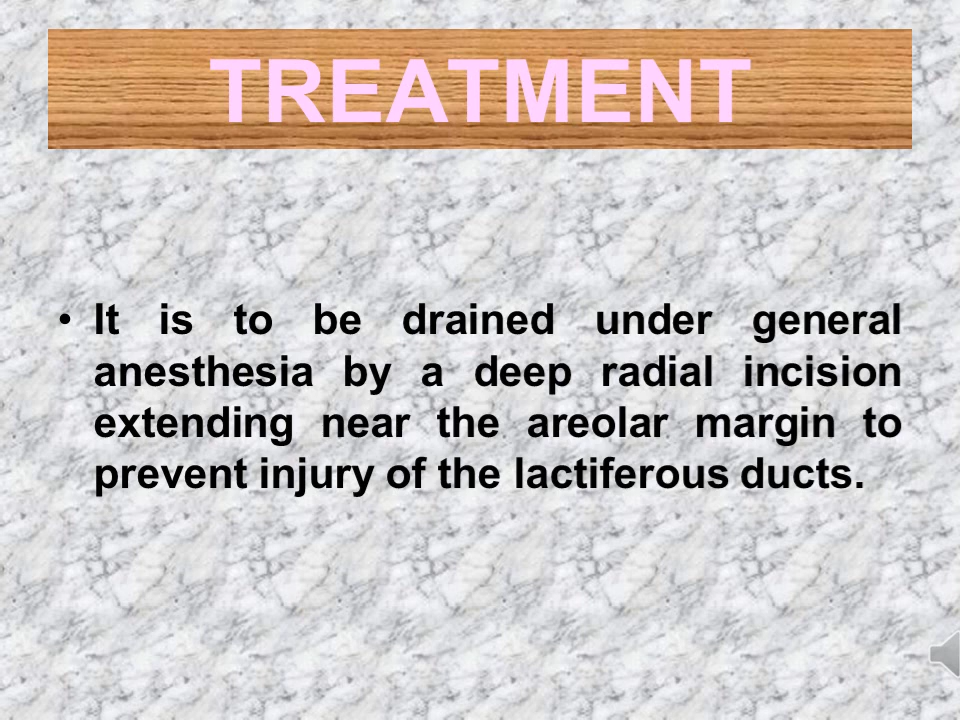 TREATMENT
• It is to be drained under general
anesthesia by a deep radial incision
extending near the areolar margin to
prevent injury of the lactiferous ducts.